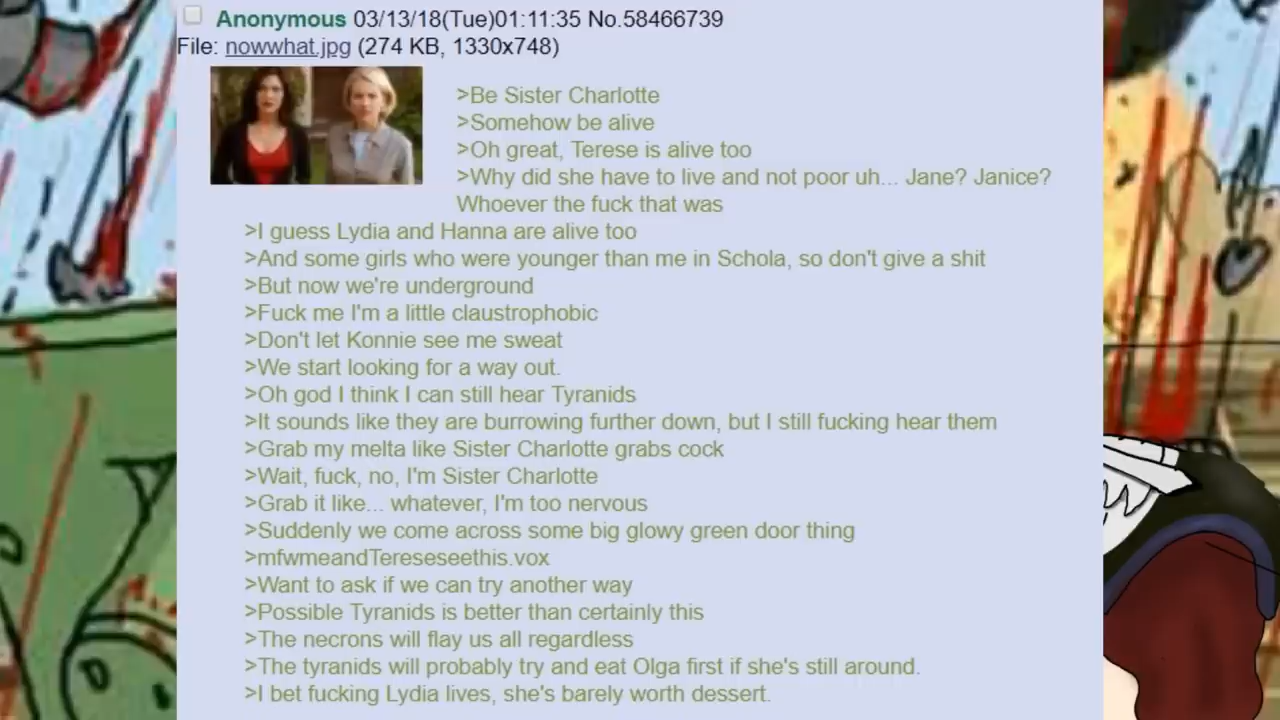 Anonymous 03/13/18(Tue)01:11:35 No.58466739
File: nowwhat.jpg (274 KB, 1330x748)
>Be Sister Charlotte
>Somehow be alive
>Oh great, Terese is alive too
>Why did she have to live and not poor uh... Jane? Janice?
Whoever the fuck that was
>I guess Lydia and Hanna are alive too
>And some girls who were younger than me in Schola, so don't give a shit
>But now we're underground
>Fuck me I'm a little claustrophobic
>Don't let Konnie see me sweat
>We start looking for a way out.
>Oh god I think I can still hear Tyranids
>It sounds like they are burrowing further down, but I still fucking hear them
>Grab my melta like Sister Charlotte grabs cock
>Wait, fuck, no, I'm Sister Charlotte
>Grab it like... whatever, I'm too nervous
>Suddenly we come across some big glowy green door thing
>mfwmeandTereseseethis.vox
>Want to ask if we can try another way
>Possible Tyranids is better than certainly this
>The necrons will flay us all regardless
>The tyranids will probably try and eat Olga first if she's still around.
>I bet fucking Lydia lives, she's barely worth dessert.